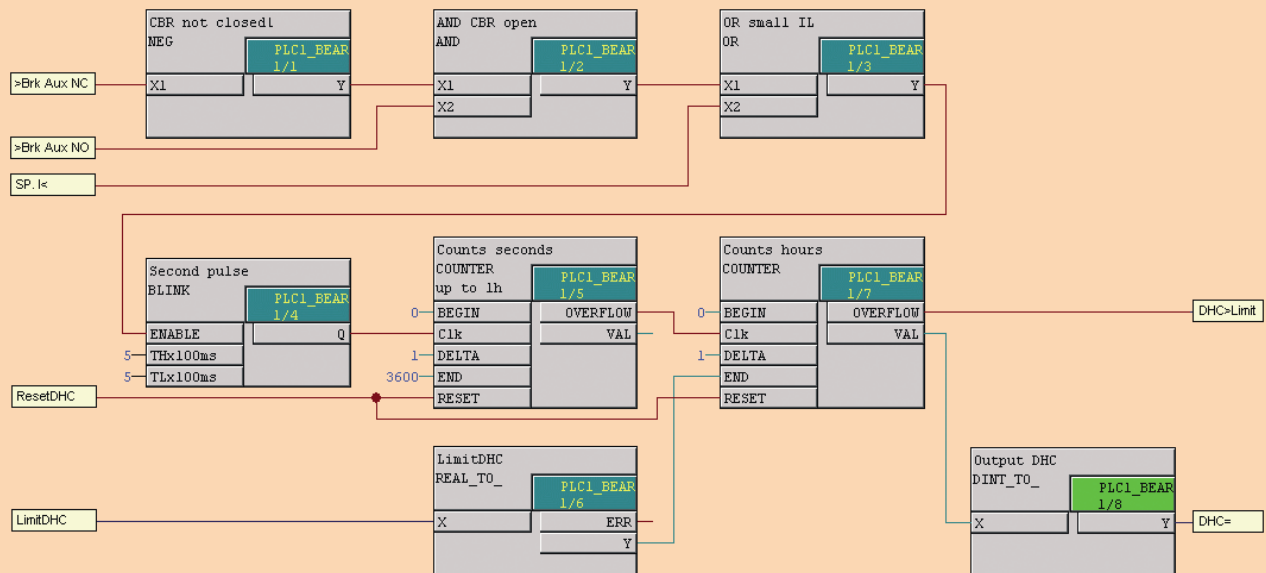 CBR not closed!
NEG
PLC1_BEAR
1/1
X1
Y
AND CBR open
AND
PLC1_BEAR
1/2
X1
Y
X2
OR small IL
OR
PLC1_BEAR
1/3
X1
Y
X2
>Brk Aux NC
>Brk Aux NO
SP. I<
Second pulse
BLINK
PLC1_BEAR
1/4
ENABLE
Q
5
THx100ms
5
TLx100ms
Counts seconds
COUNTER
up to 1h
PLC1_BEAR
1/5
0
BEGIN
OVERFLOW
Clk
VAL
1
DELTA
3600
END
RESET
Counts hours
COUNTER
PLC1_BEAR
1/7
0
BEGIN
OVERFLOW
Clk
VAL
1
DELTA
END
RESET
DHC>Limit
ResetDHC
LimitDHC
REAL_TO_
PLC1_BEAR
1/6
X
ERR
Y
LimitDHC
Output DHC
DINT_TO_
PLC1_BEAR
1/8
X
Y
DHC=